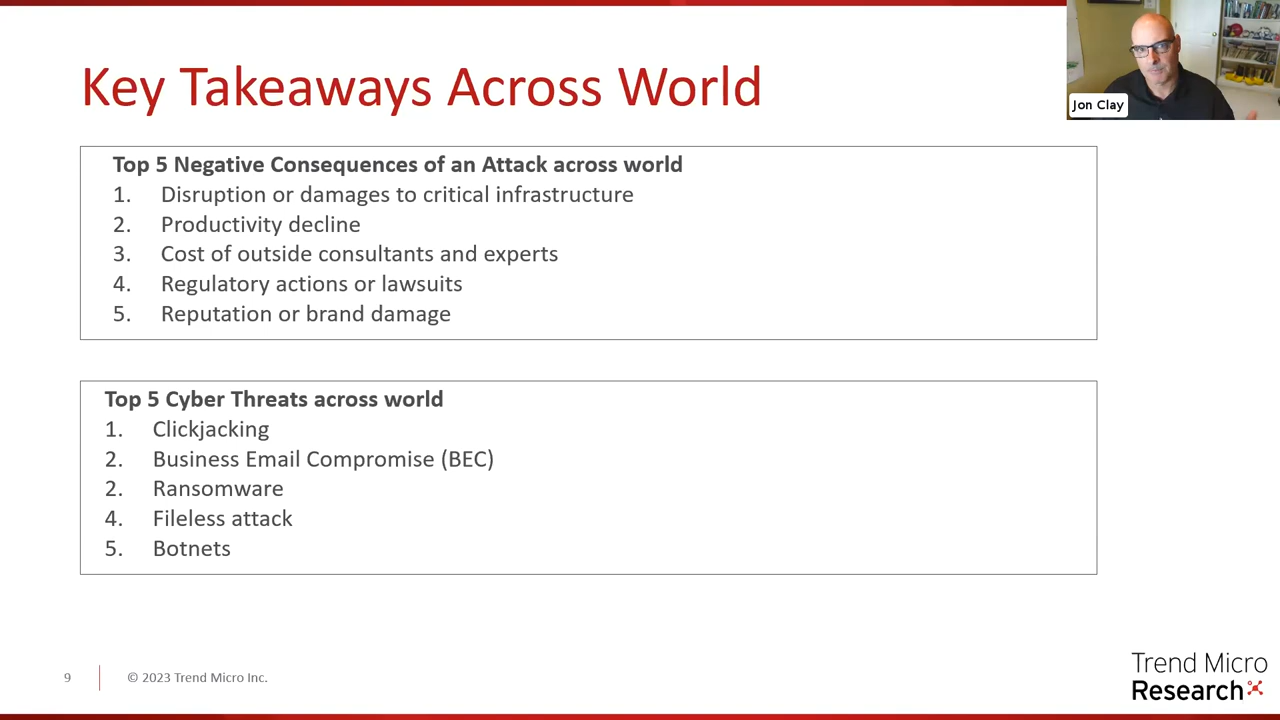 Key Takeaways Across World
Jon Clay
Top 5 Negative Consequences of an Attack across world
1. Disruption or damages to critical infrastructure
2. Productivity decline
3. Cost of outside consultants and experts
4. Regulatory actions or lawsuits
5. Reputation or brand damage
Top 5 Cyber Threats across world
1. Clickjacking
2. Business Email Compromise (BEC)
2. Ransomware
4. Fileless attack
5. Botnets
9
© 2023 Trend Micro Inc.
Trend Micro
Research